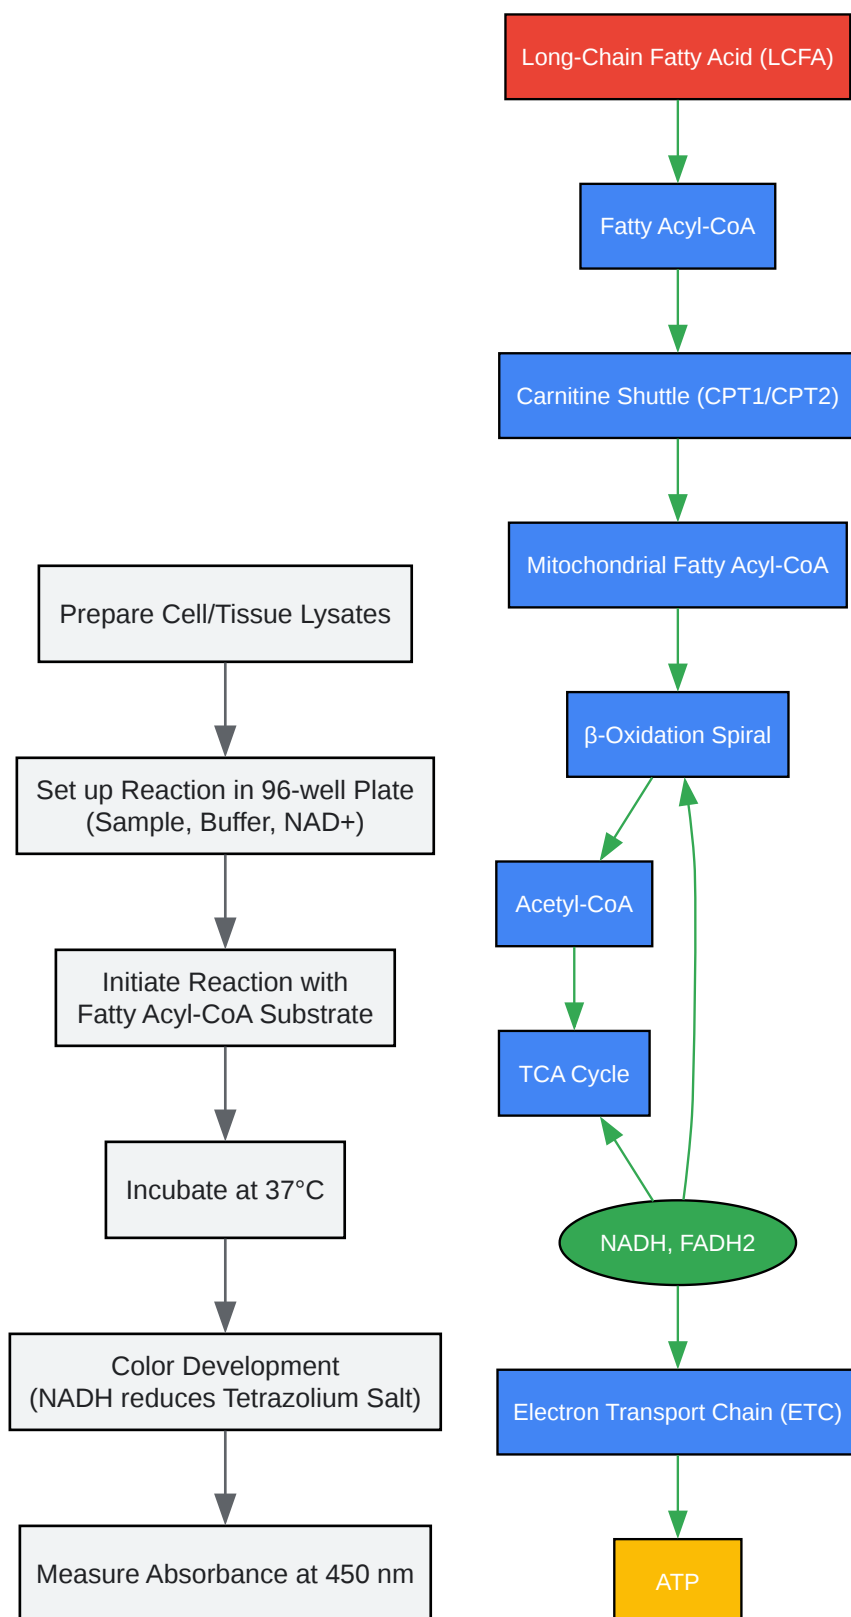 Long-Chain Fatty Acid (LCFA)
Fatty Acyl-CoA
Carnitine Shuttle (CPT1/CPT2)
Mitochondrial Fatty Acyl-CoA
β-Oxidation Spiral
Acetyl-CoA
TCA Cycle
NADH, FADH2
Electron Transport Chain (ETC)
ATP
Prepare Cell/Tissue Lysates
Set up Reaction in 96-well Plate
(Sample, Buffer, NAD+)
Initiate Reaction with
Fatty Acyl-CoA Substrate
Incubate at 37°C
Color Development
(NADH reduces Tetrazolium Salt)
Measure Absorbance at 450 nm